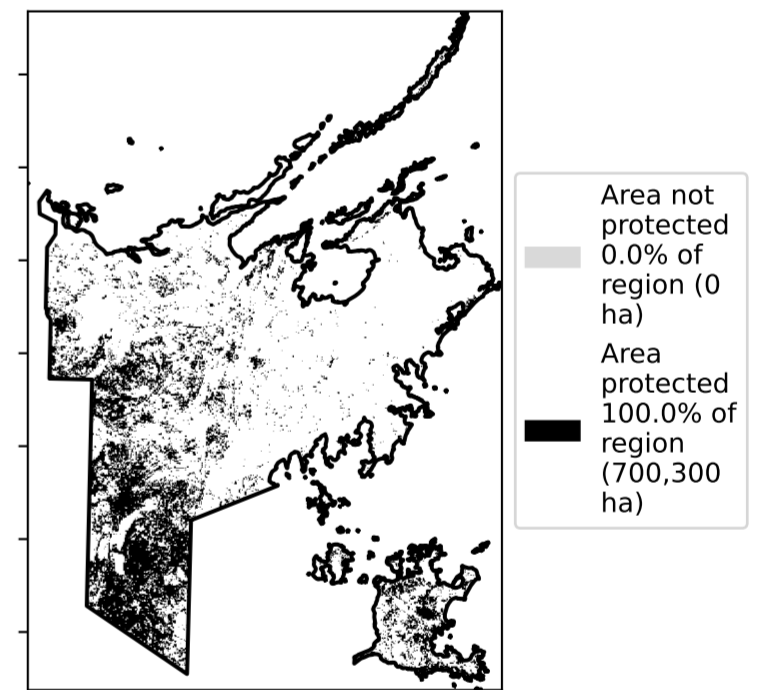 Area not
protected
0.0% of
region (0
ha)
Area
protected
100.0% of
region
(700,300
ha)